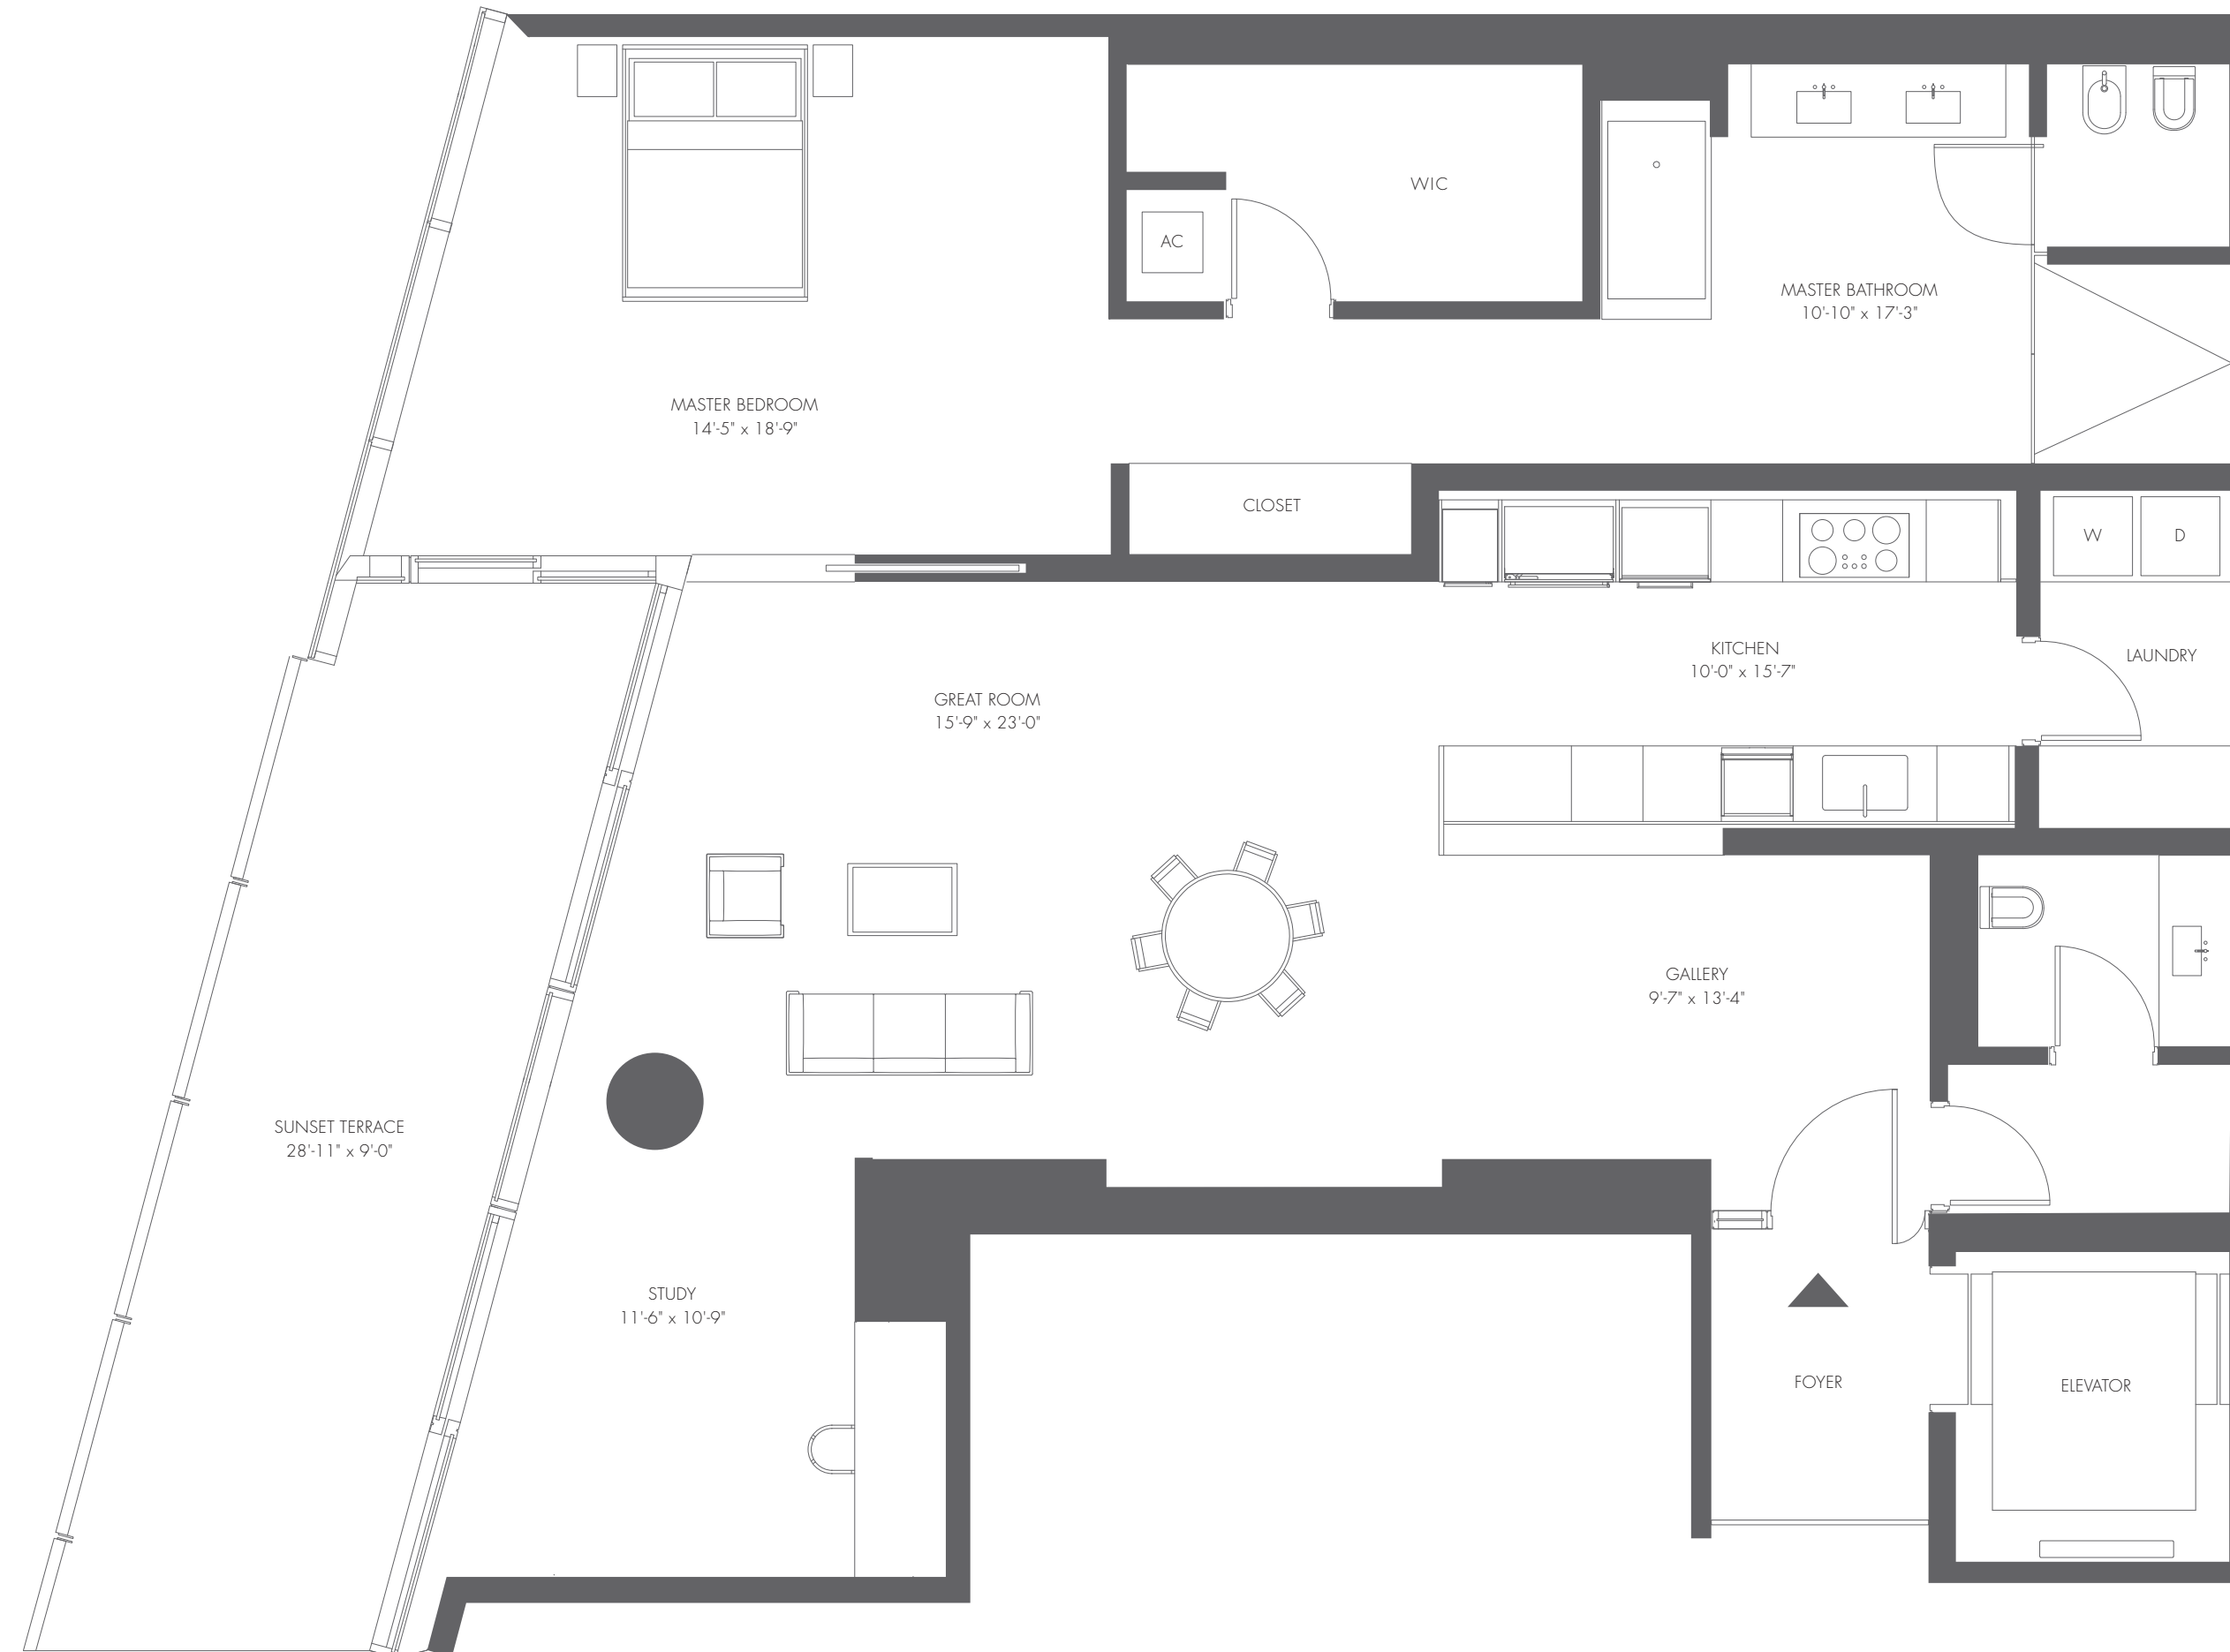 WIC
AC
MASTER BATHROOM
10'-10" x 17'-3"
MASTER BEDROOM
14'-5" x 18'-9"
CLOSET
W
D
KITCHEN
10'-0" x 15'-7"
LAUNDRY
GREAT ROOM
15'-9" x 23'-0"
GALLERY
9'-7" x 13'-4"
SUNSET TERRACE
28'-11" x 9'-0"
STUDY
11'-6" x 10'-9"
FOYER
ELEVATOR